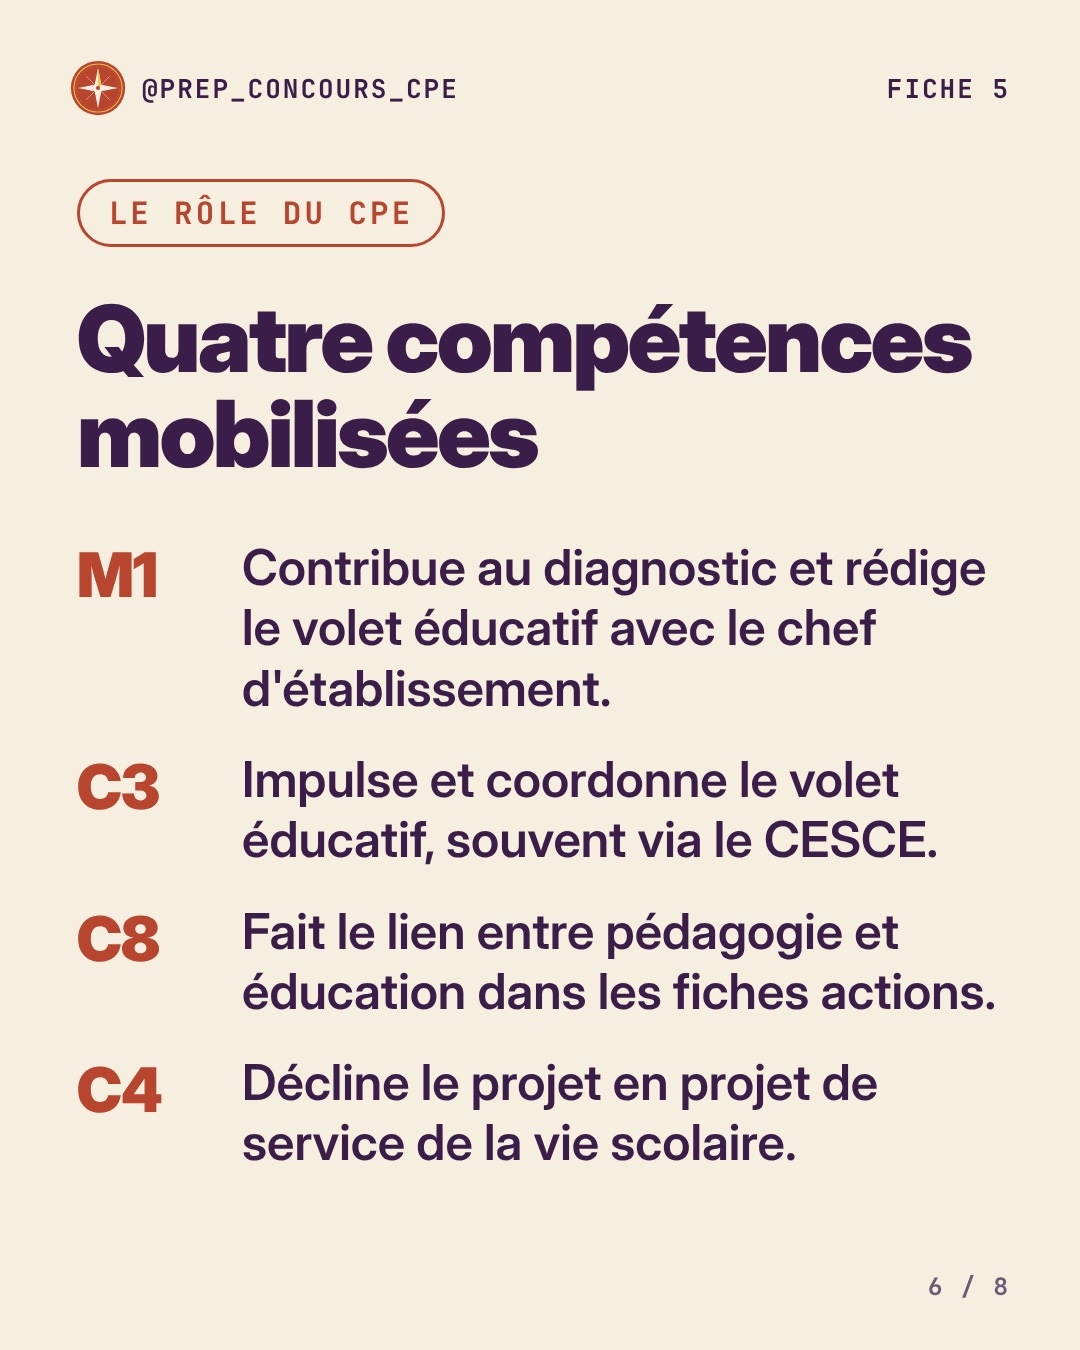 @PREP_CONCOURS_CPE
FICHE 5
LE RÔLE DU CPE
Quatre compétences
mobilisées
M1
Contribue au diagnostic et rédige
le volet éducatif avec le chef
d'établissement.
C3
Impulse et coordonne le volet
éducatif, souvent via le CESCE.
C8
Fait le lien entre pédagogie et
éducation dans les fiches actions.
C4
Décline le projet en projet de
service de la vie scolaire.
6 / 8